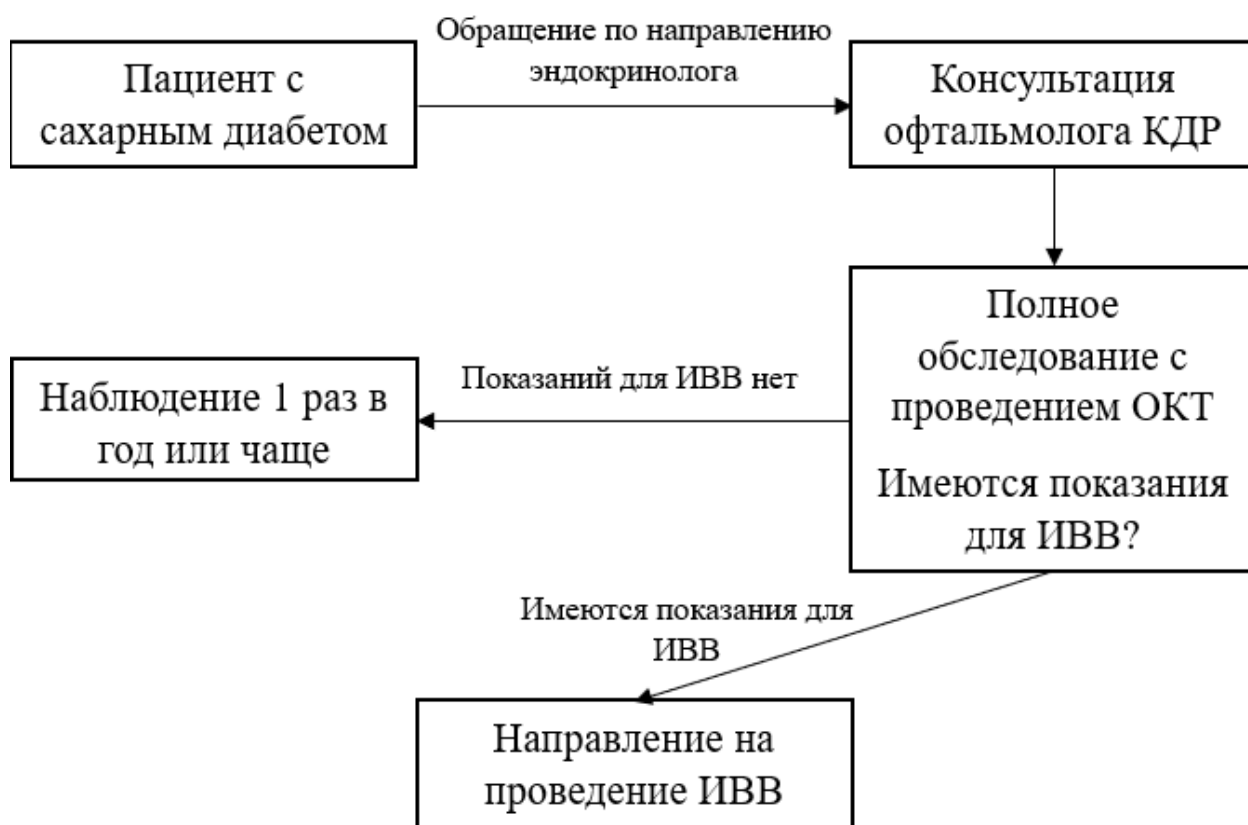 Обращение по направлению
эндокринолога
Пациент с
сахарным диабетом
Консультация
офтальмолога КДР
Полное
обследование с
проведением ОКТ
Имеются показания
для ИВВ?
Показаний для ИВВ нет
Наблюдение 1 раз в
год или чаще
Имеются показания для
ИВВ
Направление на
проведение ИВВ